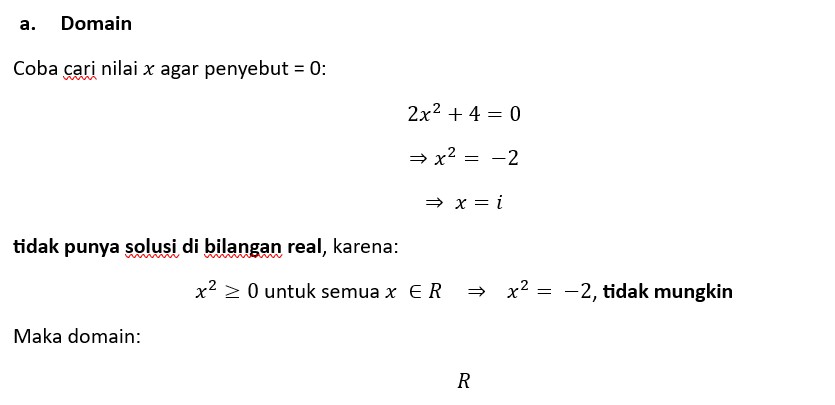 a. Domain
Coba cari nilai x agar penyebut = 0:
2x² + 4 = 0
⇒ x² = −2
⇒ x = i
tidak punya solusi di bilangan real, karena:
x² ≥ 0 untuk semua x ∈ R ⇒ x² = −2, tidak mungkin
Maka domain:
R